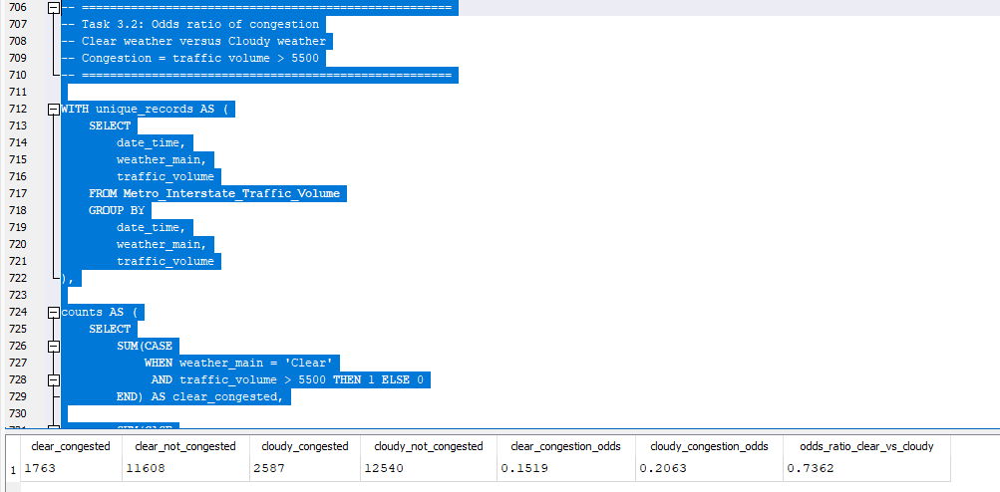 706 -- ====================================================
707 -- Task 3.2: Odds ratio of congestion
708 -- Clear weather versus Cloudy weather
709 -- Congestion = traffic volume > 5500
710 -- ====================================================
711
712 WITH unique_records AS (
713 SELECT
714 date_time,
715 weather_main,
716 traffic_volume
717 FROM Metro_Interstate_Traffic_Volume
718 GROUP BY
719 date_time,
720 weather_main,
721 traffic_volume
722 ),
723
724 counts AS (
725 SELECT
726 SUM(CASE
727 WHEN weather_main = 'Clear'
728 AND traffic_volume > 5500 THEN 1 ELSE 0
729 END) AS clear_congested,
730
clear_congested clear_not_congested cloudy_congested cloudy_not_congested clear_congestion_odds cloudy_congestion_odds odds_ratio_clear_vs_cloudy
1 1763 11608 2587 12540 0.1519 0.2063 0.7362